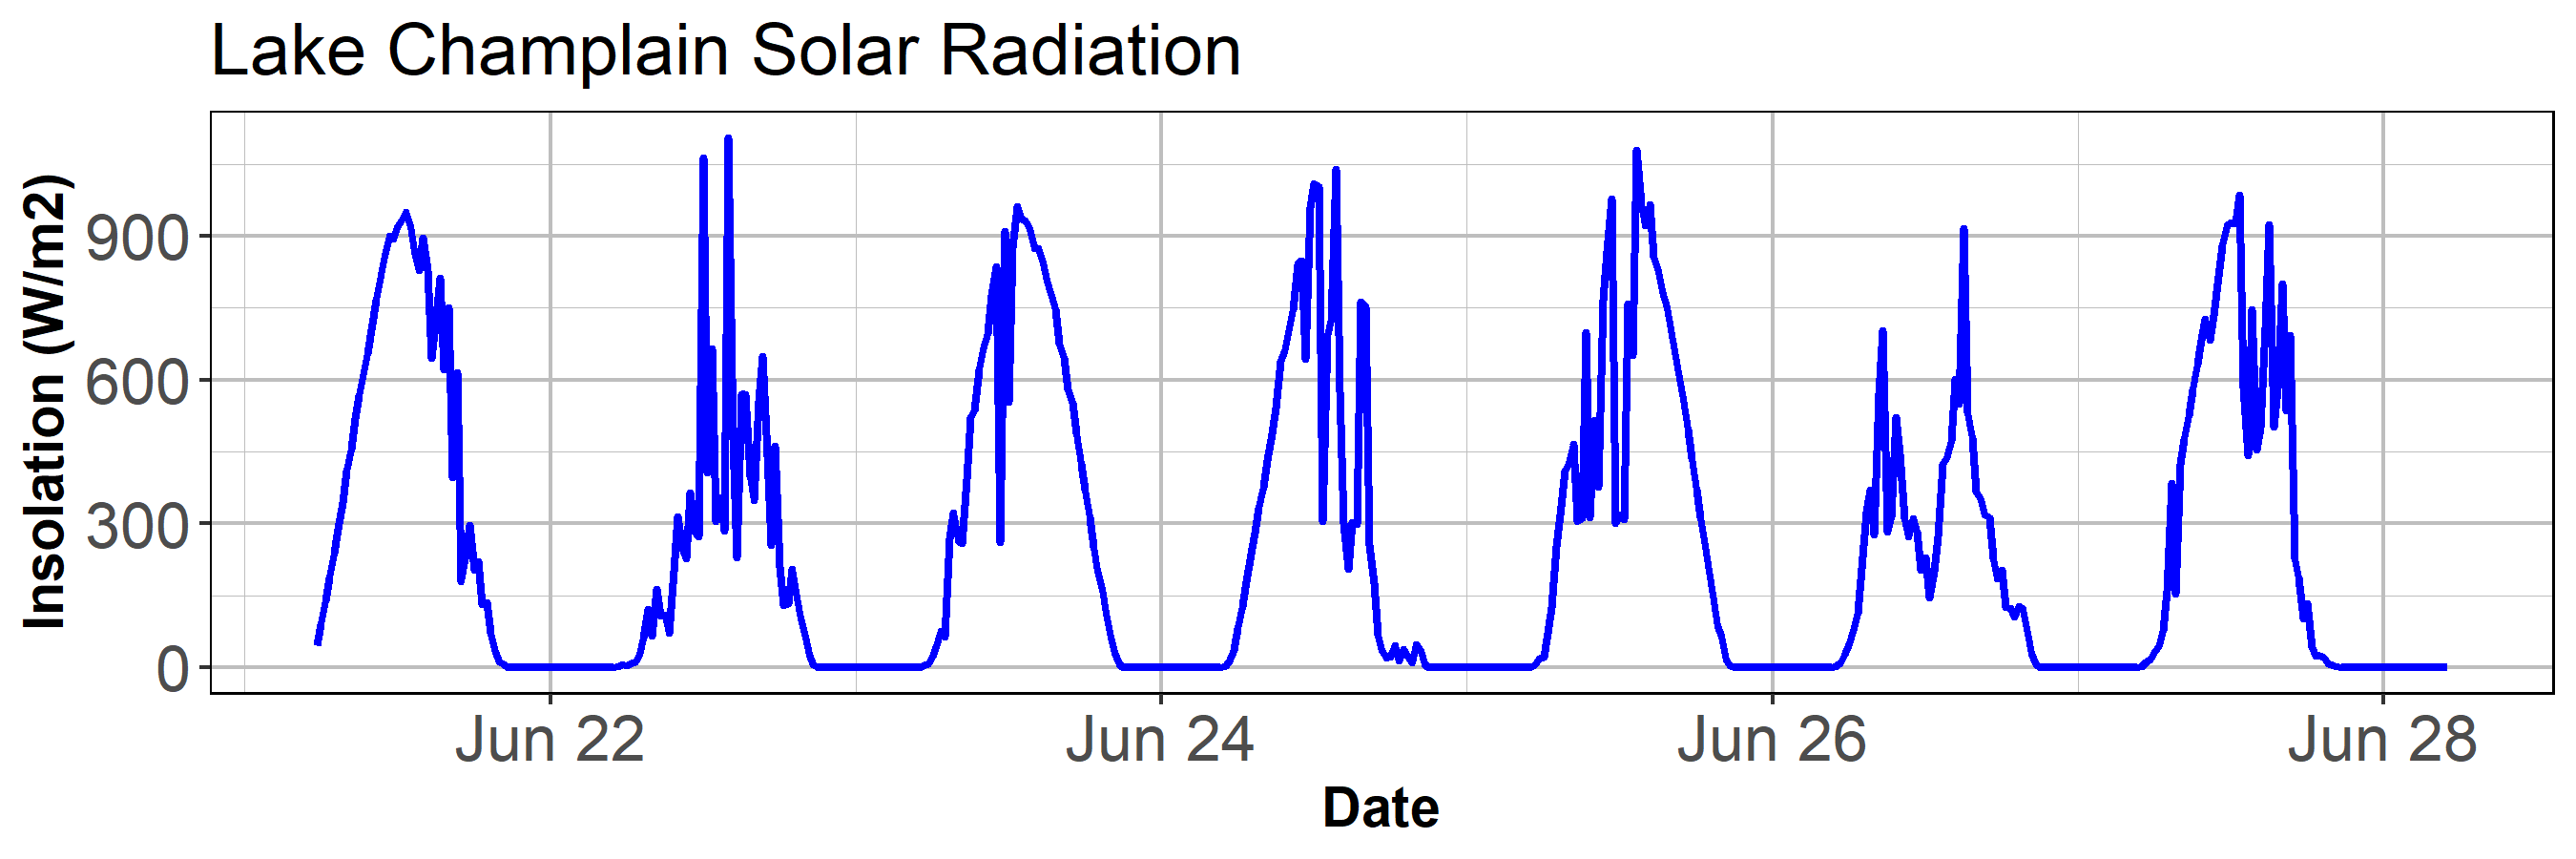 Lake Champlain Solar Radiation
Insolation (W/m2)
900
600
300
0
Jun 22 Jun 24 Jun 26 Jun 28
Date